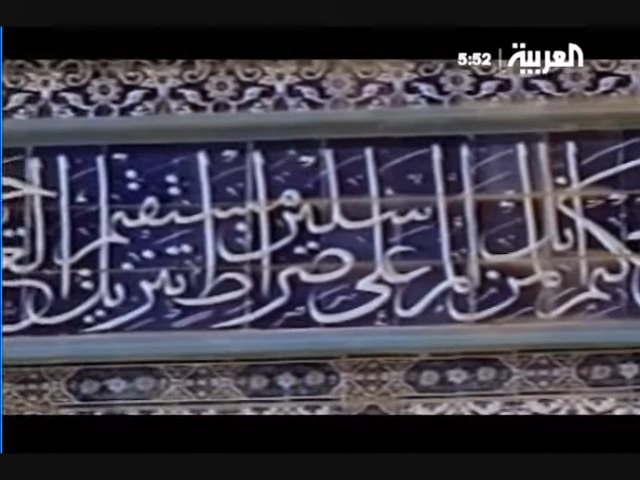 5:52 | العربية
إنك لمن المرسلين على صراط مستقيم تنزيل